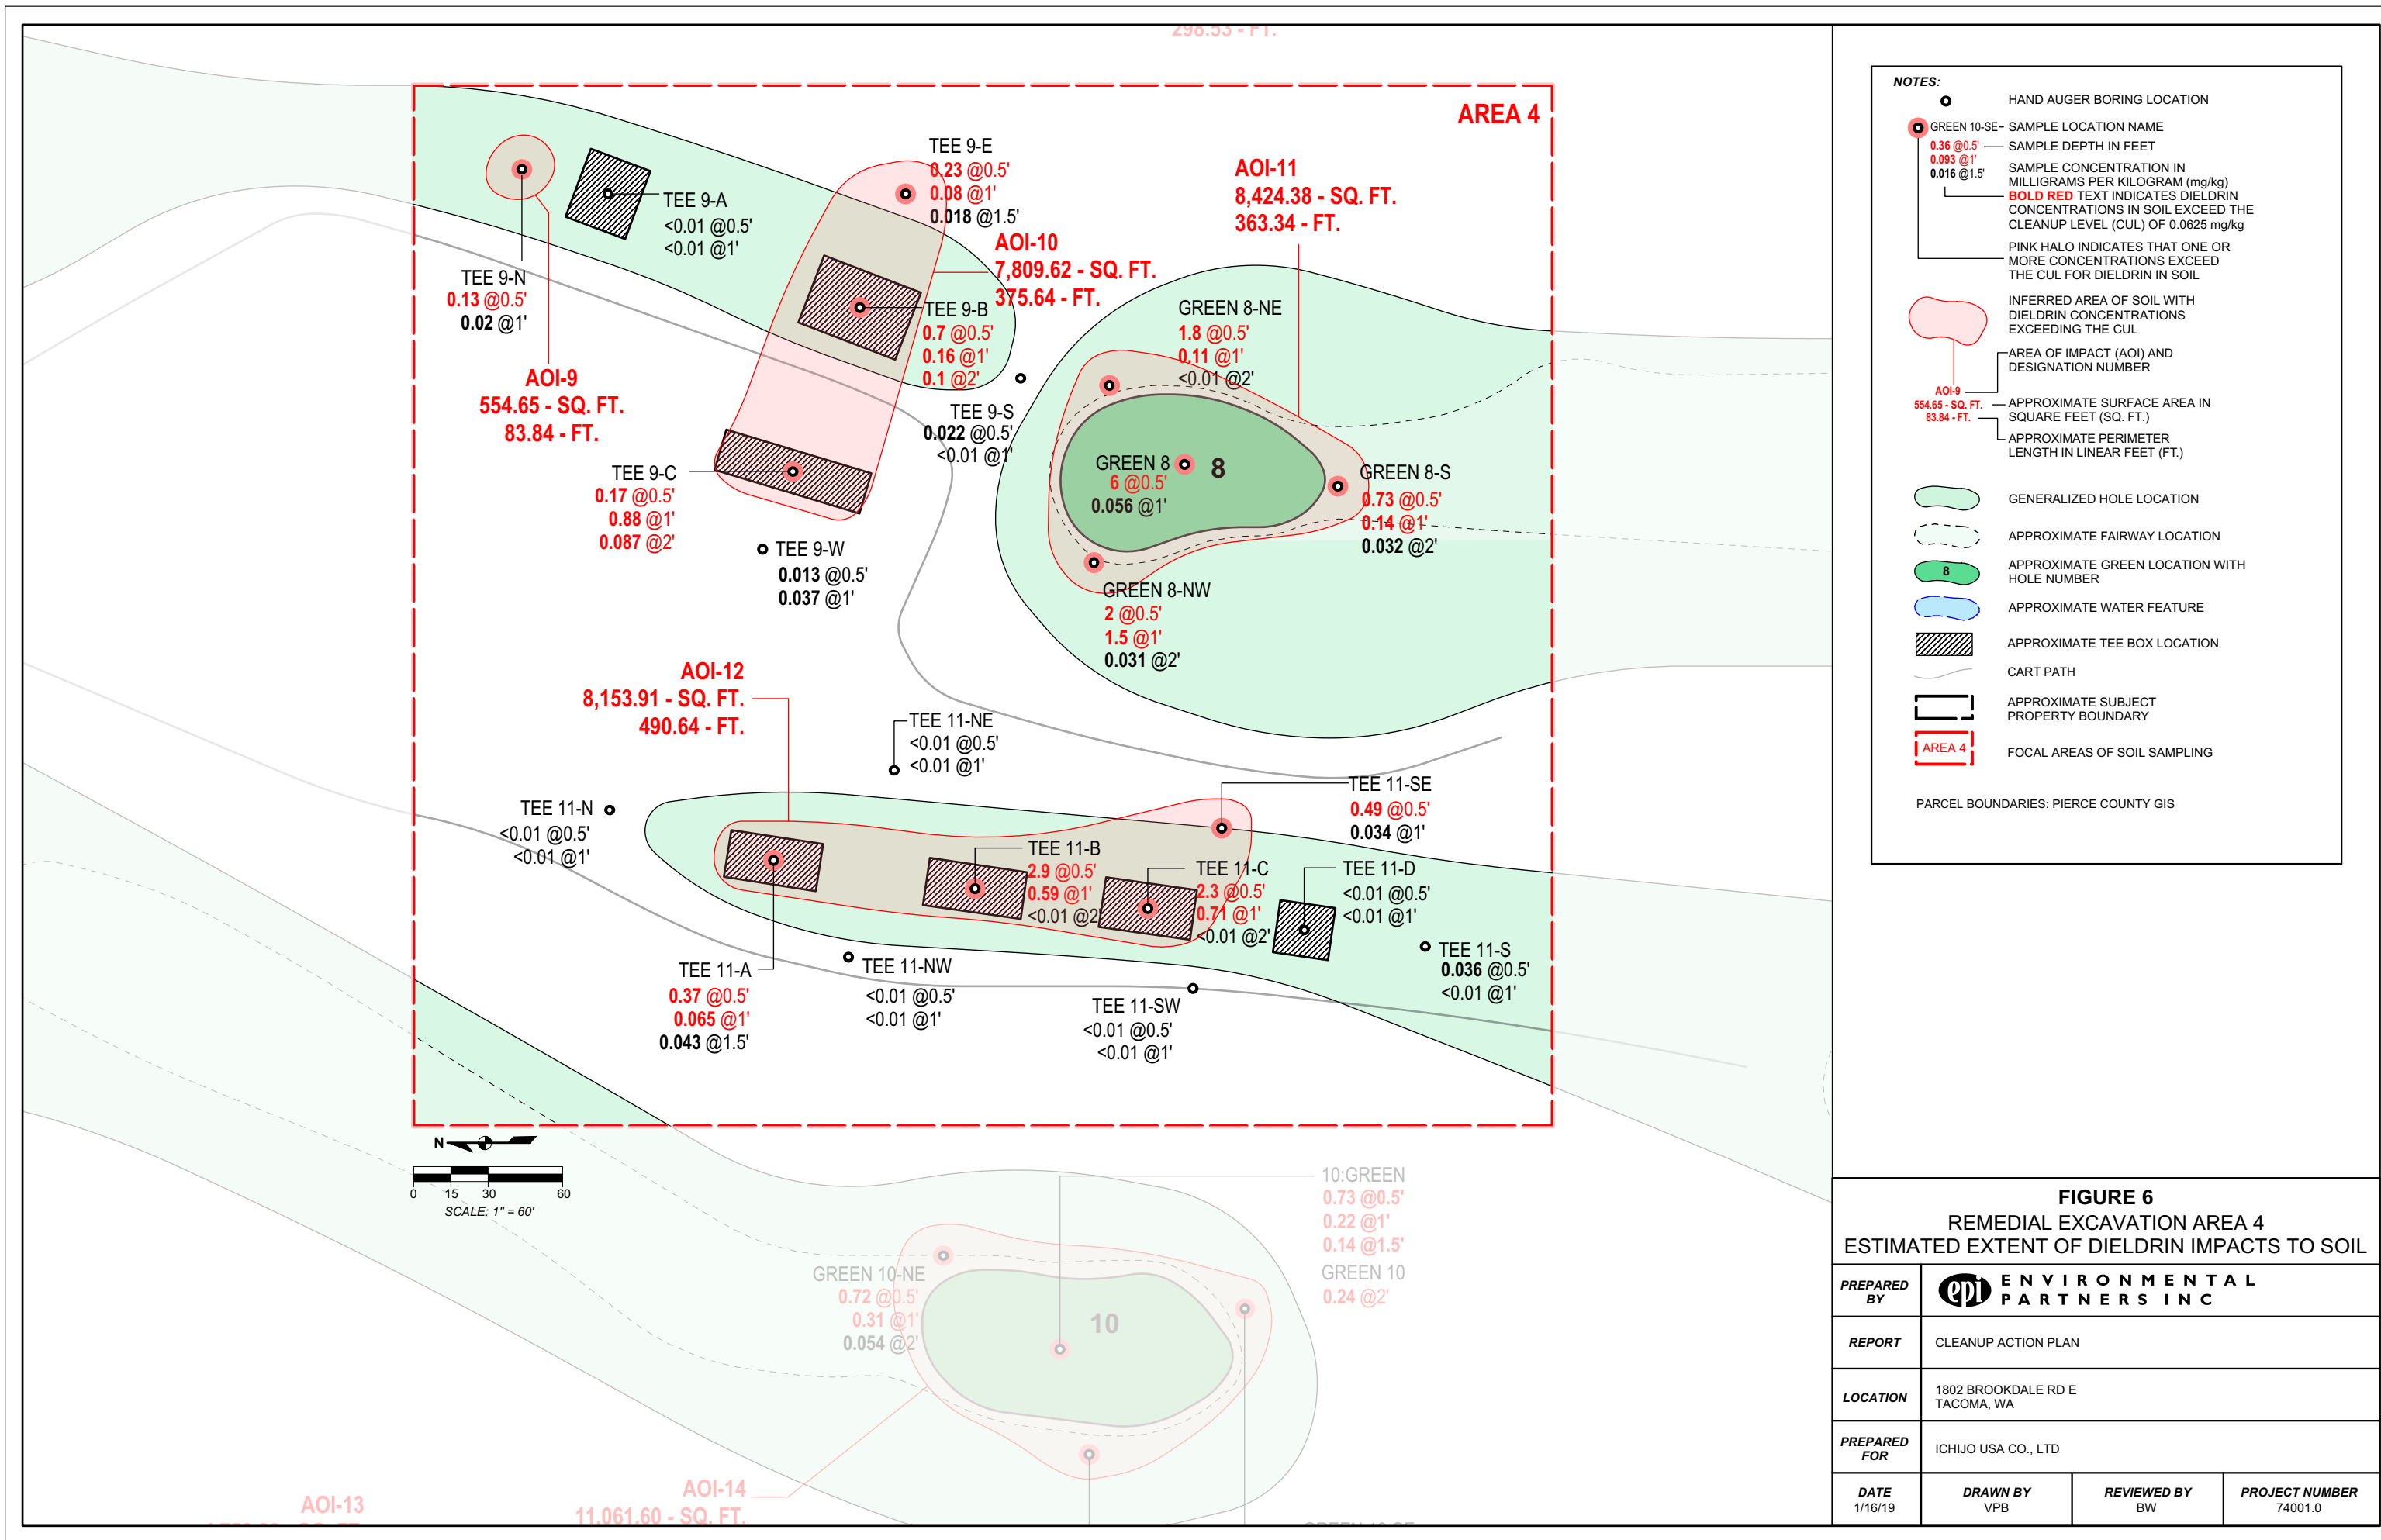 298.53 - FT.
AREA 4
TEE 9-E
0.23 @0.5'
0.08 @1'
0.018 @1.5'
TEE 9-A
<0.01 @0.5'
<0.01 @1'
AOI-11
8,424.38 - SQ. FT.
363.34 - FT.
AOI-10
7,809.62 - SQ. FT.
375.64 - FT.
TEE 9-N
0.13 @0.5'
0.02 @1'
TEE 9-B
0.7 @0.5'
0.16 @1'
0.1 @2'
GREEN 8-NE
1.8 @0.5'
0.11 @1'
<0.01 @2'
AOI-9
554.65 - SQ. FT.
83.84 - FT.
TEE 9-S
0.022 @0.5'
<0.01 @1'
TEE 9-C
0.17 @0.5'
0.88 @1'
0.087 @2'
GREEN 8
6 @0.5'
0.056 @1'
8
GREEN 8-S
0.73 @0.5'
0.14 @1'
0.032 @2'
TEE 9-W
0.013 @0.5'
0.037 @1'
GREEN 8-NW
2 @0.5'
1.5 @1'
0.031 @2'
AOI-12
8,153.91 - SQ. FT.
490.64 - FT.
TEE 11-NE
<0.01 @0.5'
<0.01 @1'
TEE 11-N
<0.01 @0.5'
<0.01 @1'
TEE 11-SE
0.49 @0.5'
0.034 @1'
TEE 11-B
2.9 @0.5'
0.59 @1'
<0.01 @2
TEE 11-C
2.3 @0.5'
0.71 @1'
<0.01 @2'
TEE 11-D
<0.01 @0.5'
<0.01 @1'
TEE 11-S
0.036 @0.5'
<0.01 @1'
TEE 11-A
0.37 @0.5'
0.065 @1'
0.043 @1.5'
TEE 11-NW
<0.01 @0.5'
<0.01 @1'
TEE 11-SW
<0.01 @0.5'
<0.01 @1'
N
0 15 30 60
SCALE: 1" = 60'
10:GREEN
0.73 @0.5'
0.22 @1'
0.14 @1.5'
GREEN 10
0.24 @2'
GREEN 10-NE
0.72 @0.5'
0.31 @1'
0.054 @2'
10
AOI-13
AOI-14
11,061.60 - SQ. FT.
NOTES:
HAND AUGER BORING LOCATION
GREEN 10-SE
0.36 @0.5'
0.093 @1'
0.016 @1.5'
SAMPLE LOCATION NAME
SAMPLE DEPTH IN FEET
SAMPLE CONCENTRATION IN
MILLIGRAMS PER KILOGRAM (mg/kg)
BOLD RED TEXT INDICATES DIELDRIN
CONCENTRATIONS IN SOIL EXCEED THE
CLEANUP LEVEL (CUL) OF 0.0625 mg/kg
PINK HALO INDICATES THAT ONE OR
MORE CONCENTRATIONS EXCEED
THE CUL FOR DIELDRIN IN SOIL
INFERRED AREA OF SOIL WITH
DIELDRIN CONCENTRATIONS
EXCEEDING THE CUL
AREA OF IMPACT (AOI) AND
DESIGNATION NUMBER
AOI-9
554.65 - SQ. FT.
83.84 - FT.
APPROXIMATE SURFACE AREA IN
SQUARE FEET (SQ. FT.)
APPROXIMATE PERIMETER
LENGTH IN LINEAR FEET (FT.)
GENERALIZED HOLE LOCATION
APPROXIMATE FAIRWAY LOCATION
8
APPROXIMATE GREEN LOCATION WITH
HOLE NUMBER
APPROXIMATE WATER FEATURE
APPROXIMATE TEE BOX LOCATION
CART PATH
APPROXIMATE SUBJECT
PROPERTY BOUNDARY
AREA 4
FOCAL AREAS OF SOIL SAMPLING
PARCEL BOUNDARIES: PIERCE COUNTY GIS
FIGURE 6
REMEDIAL EXCAVATION AREA 4
ESTIMATED EXTENT OF DIELDRIN IMPACTS TO SOIL
PREPARED BY
epi ENVIRONMENTAL
PARTNERS INC
REPORT
CLEANUP ACTION PLAN
LOCATION
1802 BROOKDALE RD E
TACOMA, WA
PREPARED FOR
ICHIJO USA CO., LTD
DATE
1/16/19
DRAWN BY
VPB
REVIEWED BY
BW
PROJECT NUMBER
74001.0